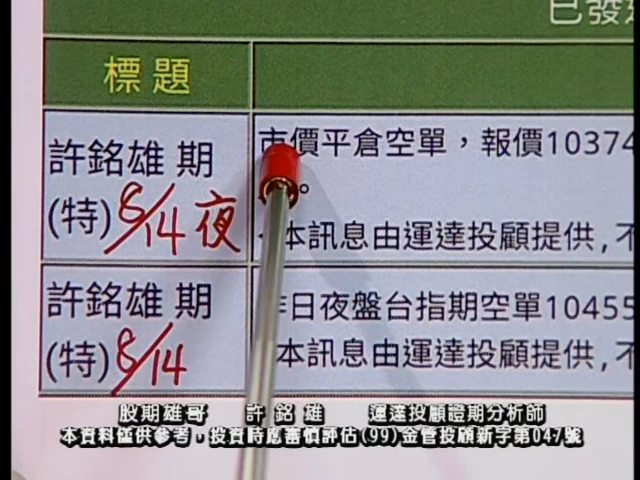 已發
標題
許銘雄 期
(特) 8/14 夜
市價平倉空單，報價10374
。
本訊息由運達投顧提供,不
許銘雄 期
(特) 8/14
日夜盤台指期空單10455
本訊息由運達投顧提供,不
股期雄哥 許銘雄 運達投顧證期分析師
本資料僅供參考，投資時應審慎評估(99)金管投顧新字第047號